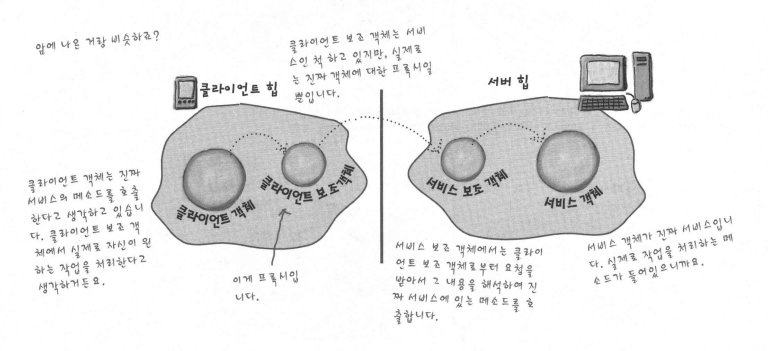 앞에 나온 거랑 비슷하죠?
클라이언트 보조 객체는 서비
스인 척 하고 있지만, 실제로
는 진짜 객체에 대한 프록시일
뿐입니다.
클라이언트 힙
서버 힙
클라이언트 객체는 진짜
서비스의 메소드를 호출
한다고 생각하고 있습니
다. 클라이언트 보조 객
체에서 실제로 자신이 원
하는 작업을 처리한다고
생각하거든요.
클라이언트 객체
클라이언트 보조 객체
이게 프록시입
니다.
서비스 보조 객체
서비스 객체
서비스 보조 객체에서는 클라이
언트 보조 객체로부터 요청을
받아서 그 내용을 해석하여 진
짜 서비스에 있는 메소드를 호
출합니다.
서비스 객체가 진짜 서비스입니
다. 실제로 작업을 처리하는 메
소드가 들어있으니까요.